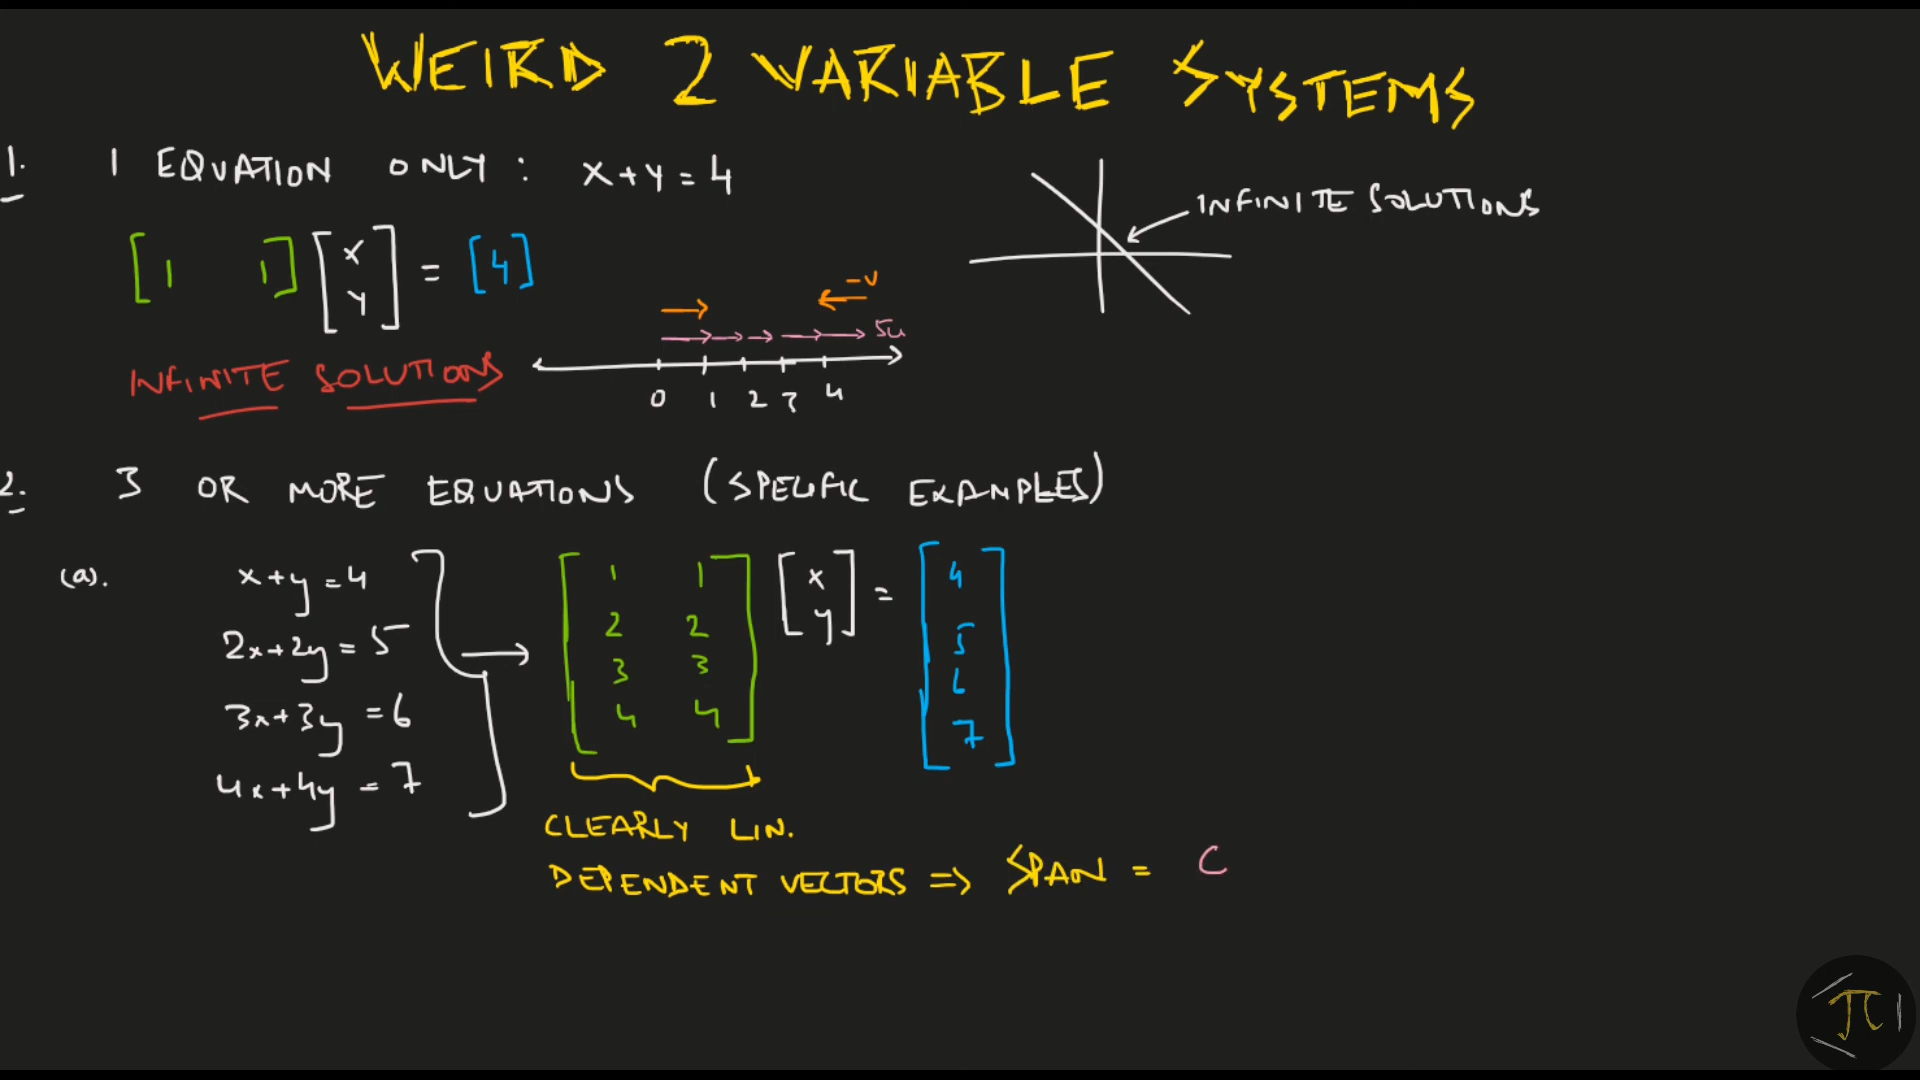 WEIRD 2 VARIABLE SYSTEMS
1. 1 EQUATION ONLY: x+y=4
INFINITE SOLUTIONS
[1 1] [x y] = [4]
-v
5u
0 1 2 3 4
INFINITE SOLUTIONS
2. 3 OR MORE EQUATIONS (SPECIFIC EXAMPLES)
(a). x+y=4
2x+2y=5
3x+3y=6
4x+4y=7
1 1
2 2
3 3
4 4
x
y
=
4
5
6
7
CLEARLY LIN.
DEPENDENT VECTORS => SPAN = C
π